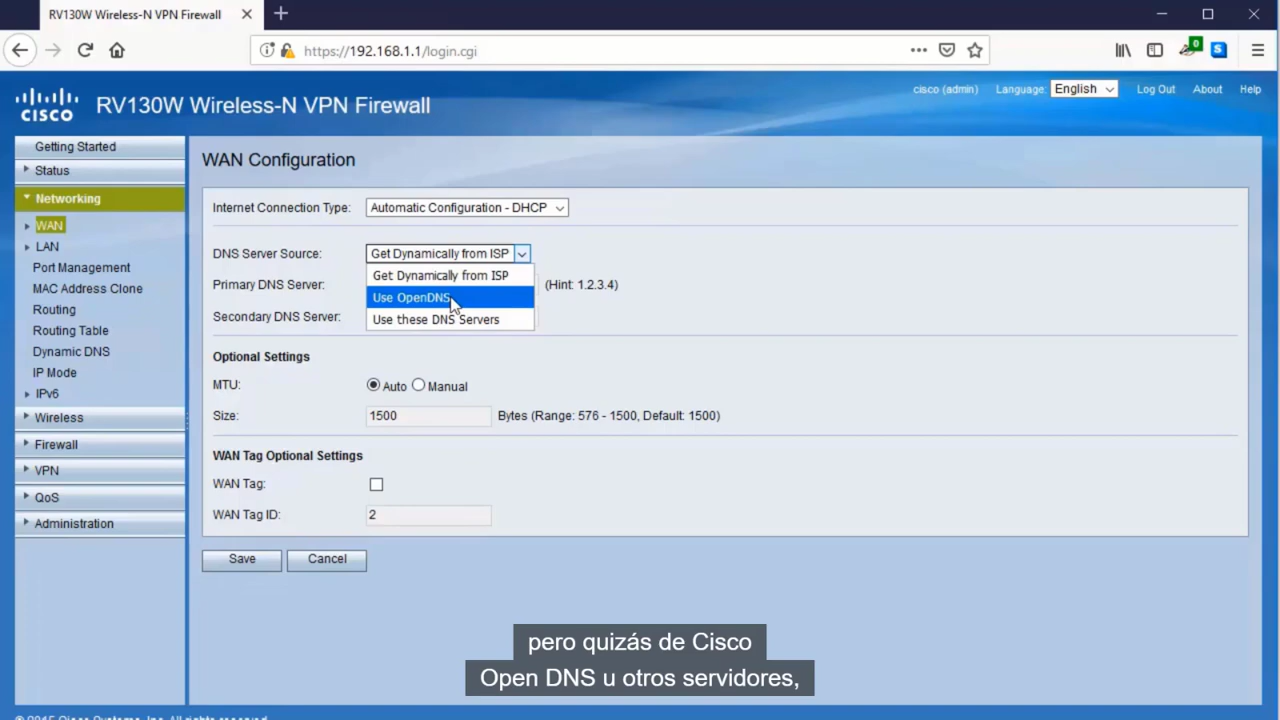 RV130W Wireless-N VPN Firewall
https://192.168.1.1/login.cgi
0
S
CISCO
RV130W Wireless-N VPN Firewall
cisco (admin) Language: English Log Out About Help
Getting Started
Status
Networking
WAN
LAN
Port Management
MAC Address Clone
Routing
Routing Table
Dynamic DNS
IP Mode
IPv6
Wireless
Firewall
VPN
QoS
Administration
WAN Configuration
Internet Connection Type: Automatic Configuration - DHCP
DNS Server Source: Get Dynamically from ISP
Get Dynamically from ISP
Use OpenDNS
Use these DNS Servers
Primary DNS Server: (Hint: 1.2.3.4)
Secondary DNS Server:
Optional Settings
MTU: Auto Manual
Size: 1500 Bytes (Range: 576 - 1500, Default: 1500)
WAN Tag Optional Settings
WAN Tag:
WAN Tag ID: 2
Save Cancel
pero quizás de Cisco
Open DNS u otros servidores,